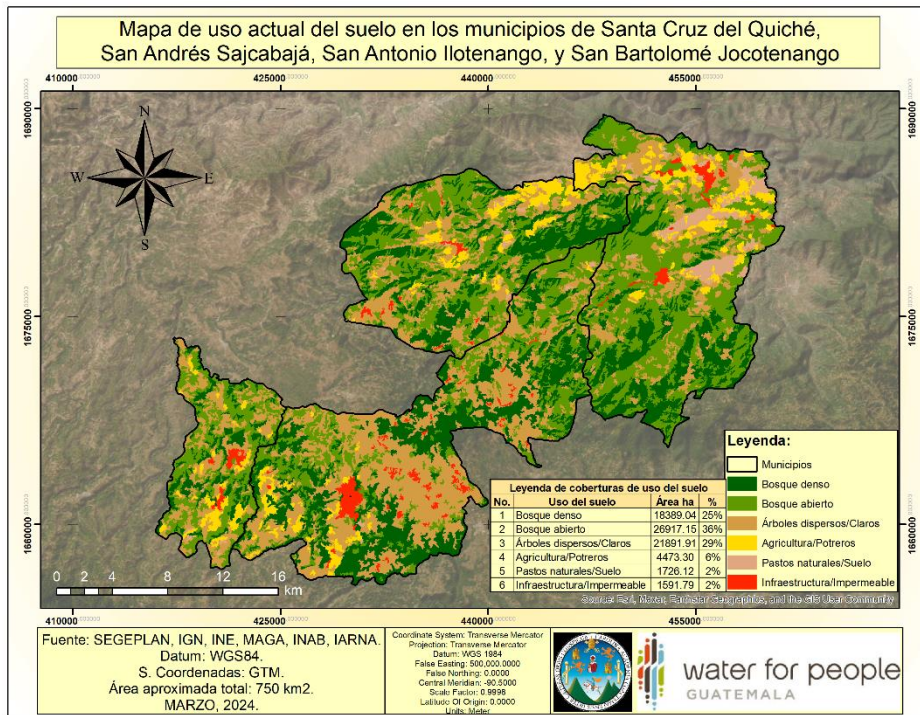 Mapa de uso actual del suelo en los municipios de Santa Cruz del Quiché,
San Andrés Sajcabajá, San Antonio Ilotenango, y San Bartolomé Jocotenango
410000 425000 440000 455000
1690000 1690000
N
W E
S
1675000 1675000
1660000 1660000
Leyenda:
Municipios
Bosque denso
Bosque abierto
Árboles dispersos/Claros
Agricultura/Potreros
Pastos naturales/Suelo
Infraestructura/Impermeable
Leyenda de coberturas de uso del suelo
No. Uso del suelo Área ha %
1 Bosque denso 18389.04 25%
2 Bosque abierto 26917.15 36%
3 Árboles dispersos/Claros 21891.91 29%
4 Agricultura/Potreros 4473.30 6%
5 Pastos naturales/Suelo 1726.12 2%
6 Infraestructura/Impermeable 1591.79 2%
0 2 4 8 12 16
km
Source: Esri, Maxar, Earthstar Geographics, and the GIS User Community
410000 425000 440000 455000
Fuente: SEGEPLAN, IGN, INE, MAGA, INAB, IARNA.
Datum: WGS84.
S. Coordenadas: GTM.
Área aproximada total: 750 km2.
MARZO, 2024.
Coordinate System: Transverse Mercator
Projection: Transverse Mercator
Datum: WGS 1984
False Easting: 500,000.0000
False Northing: 0.0000
Central Meridian: -90.5000
Scale Factor: 0.9998
Latitude Of Origin: 0.0000
Units: Meter
water for people
GUATEMALA